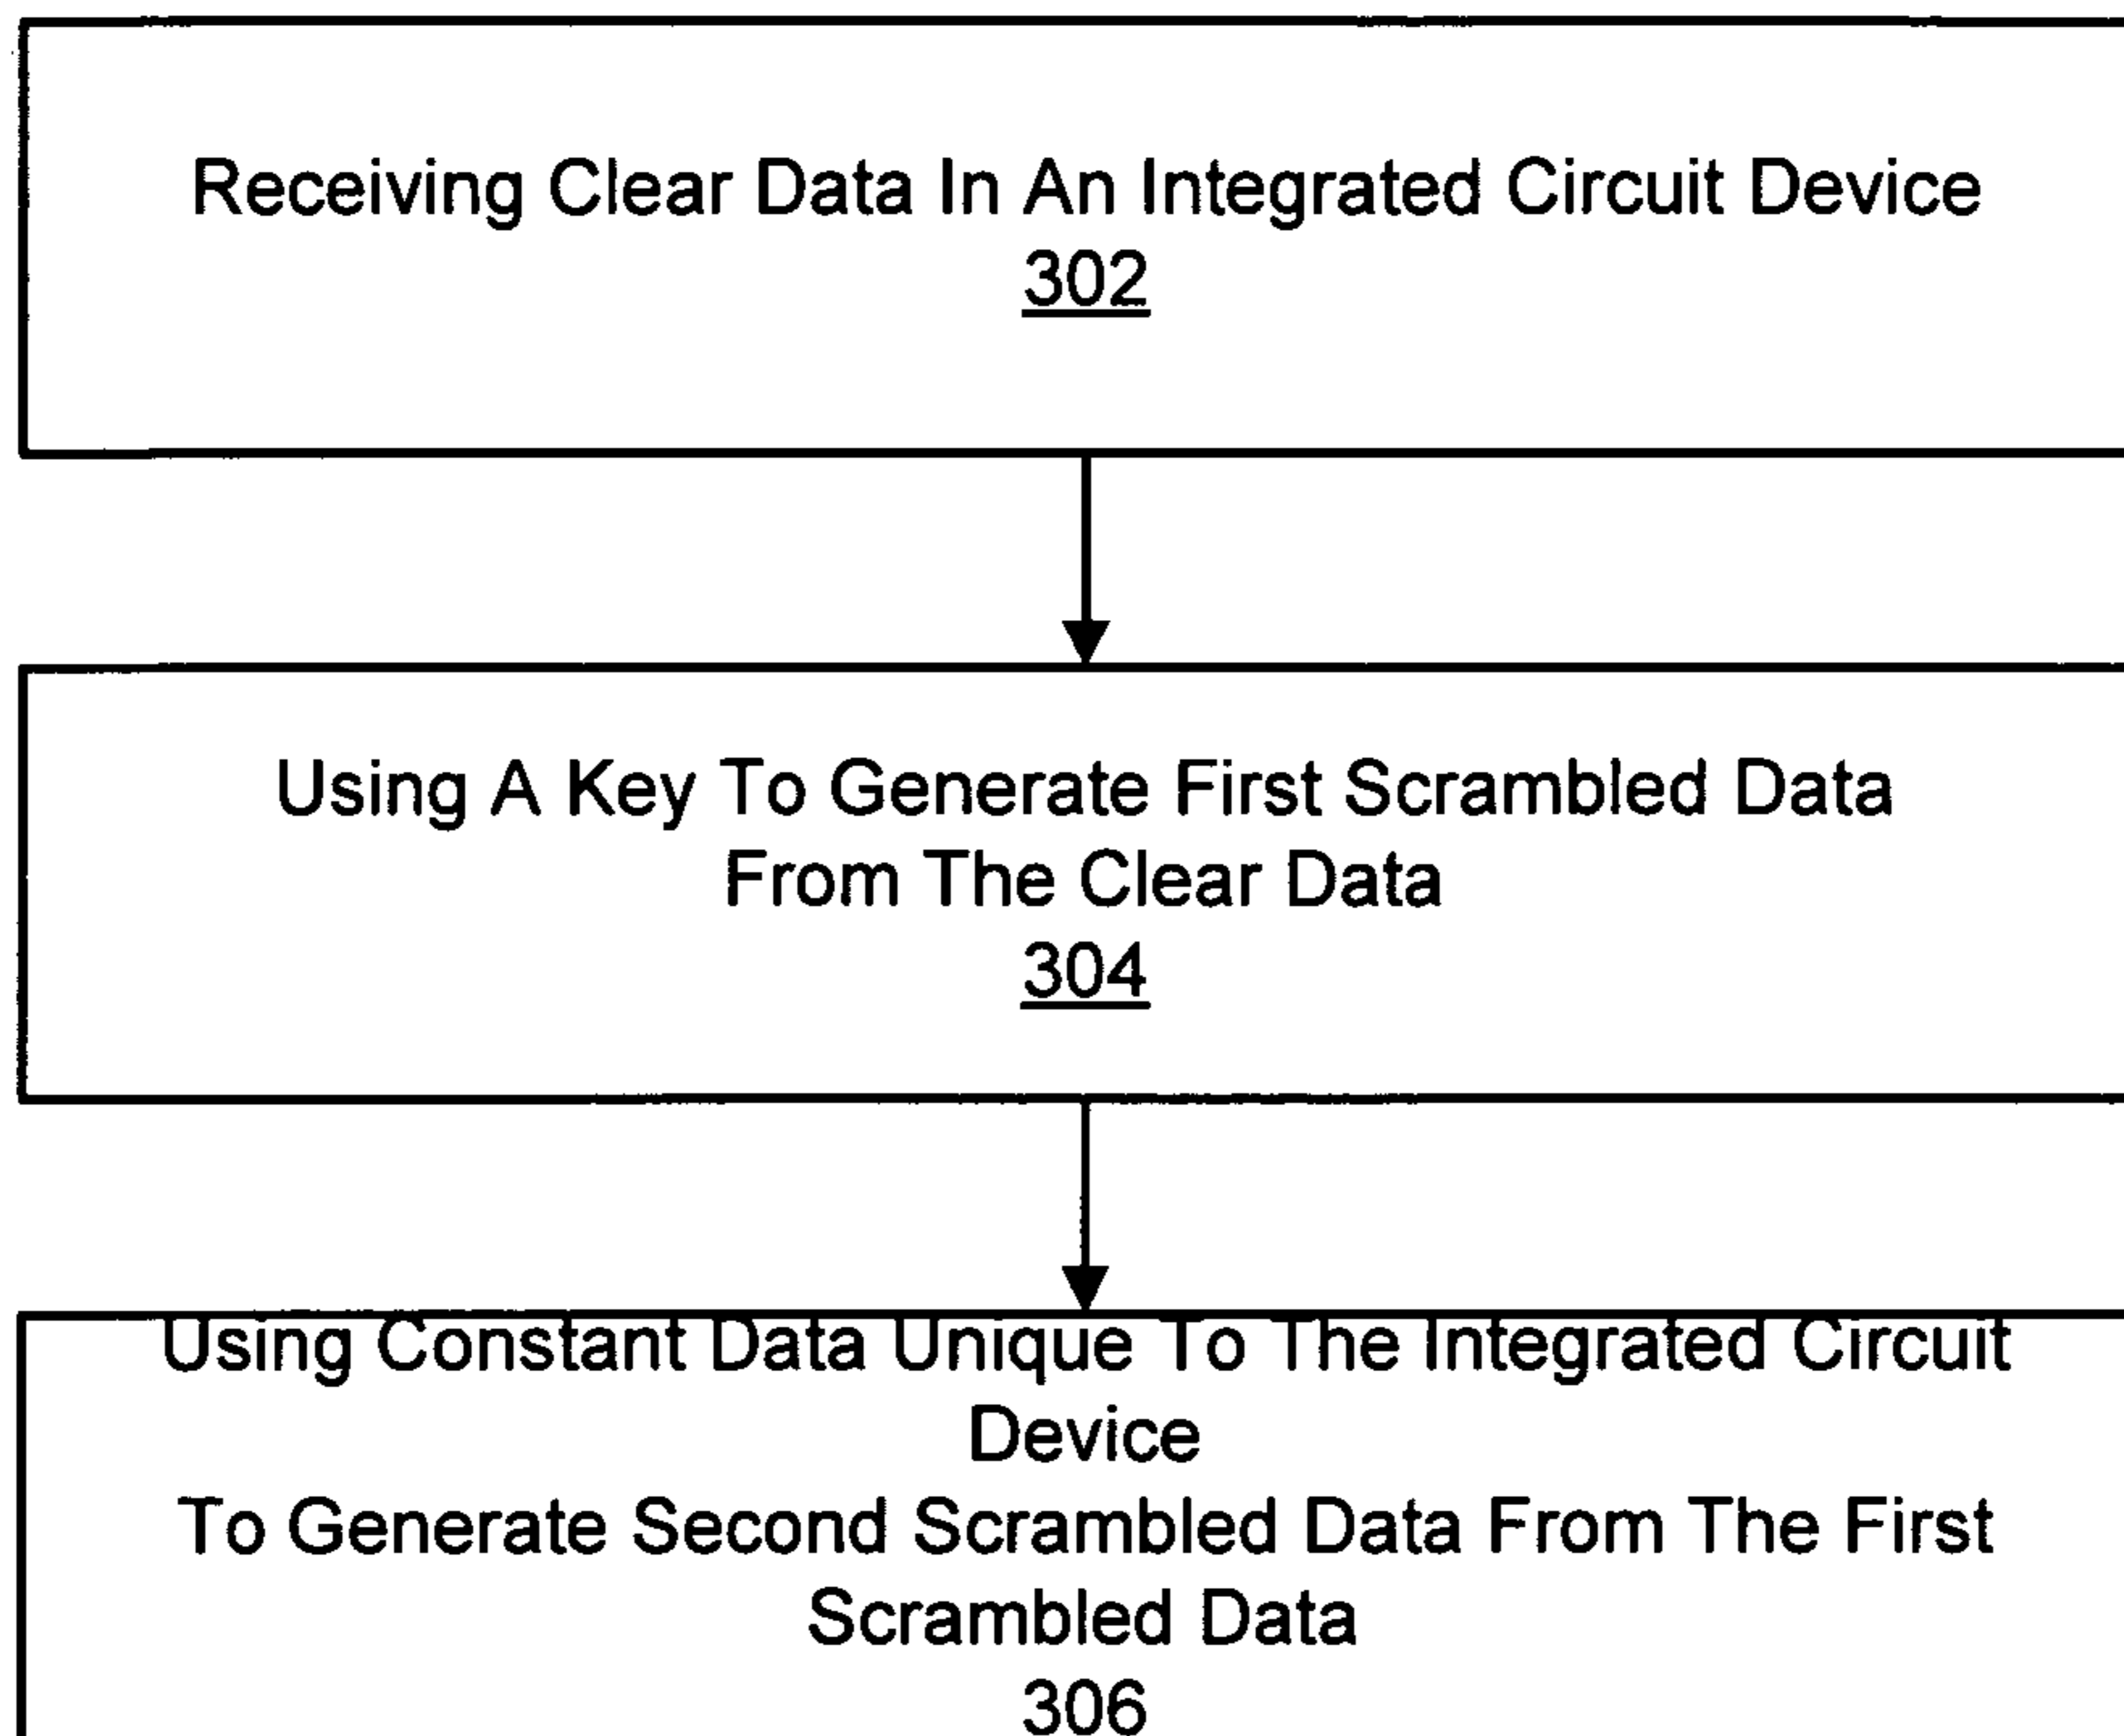 Receiving Clear Data In An Integrated Circuit Device
302
Using A Key To Generate First Scrambled Data
From The Clear Data
304
Using Constant Data Unique To The Integrated Circuit
Device
To Generate Second Scrambled Data From The First
Scrambled Data
306